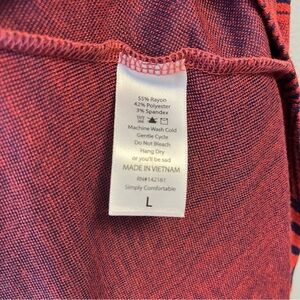 55% Rayon
42% Polyester
3% Spandex
Machine Wash Cold
Gentle Cycle
Do Not Bleach
Hang Dry
or you'll be sad
MADE IN VIETNAM
RN#142161
Simply Comfortable
L